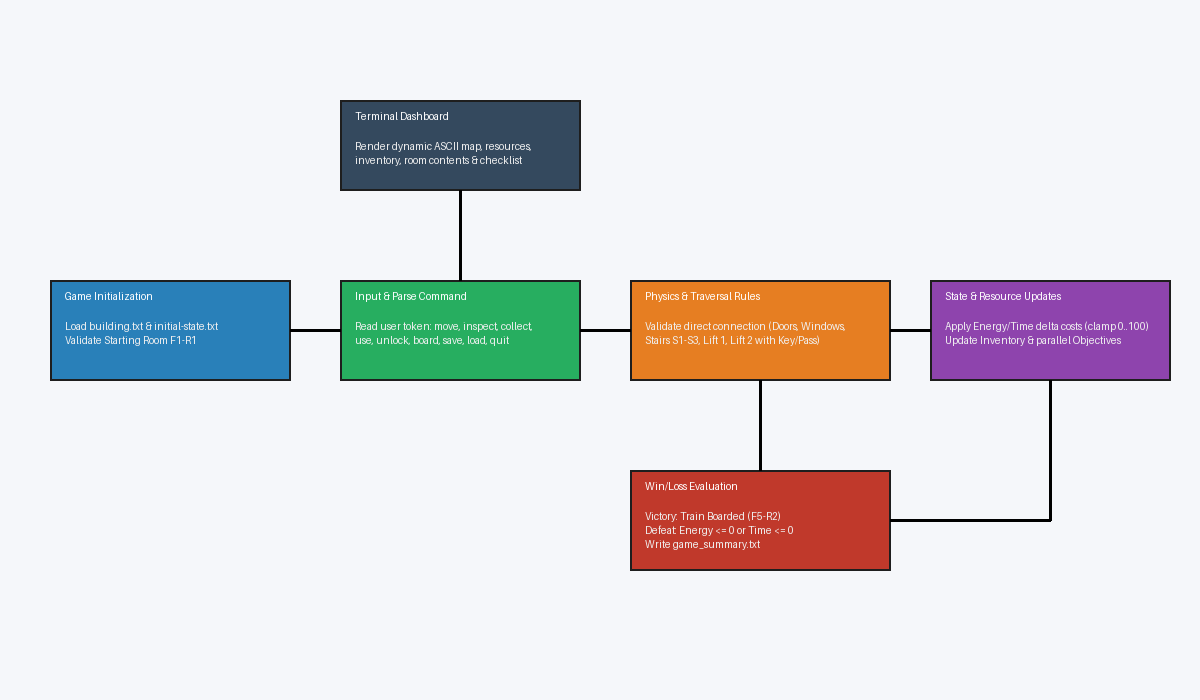 Terminal Dashboard
Render dynamic ASCII map, resources,
inventory, room contents & checklist
Game Initialization
Load building.txt & initial-state.txt
Validate Starting Room F1-R1
Input & Parse Command
Read user token: move, inspect, collect,
use, unlock, board, save, load, quit
Physics & Traversal Rules
Validate direct connection (Doors, Windows,
Stairs S1-S3, Lift 1, Lift 2 with Key/Pass)
State & Resource Updates
Apply Energy/Time delta costs (clamp 0..100)
Update Inventory & parallel Objectives
Win/Loss Evaluation
Victory: Train Boarded (F5-R2)
Defeat: Energy <= 0 or Time <= 0
Write game_summary.txt